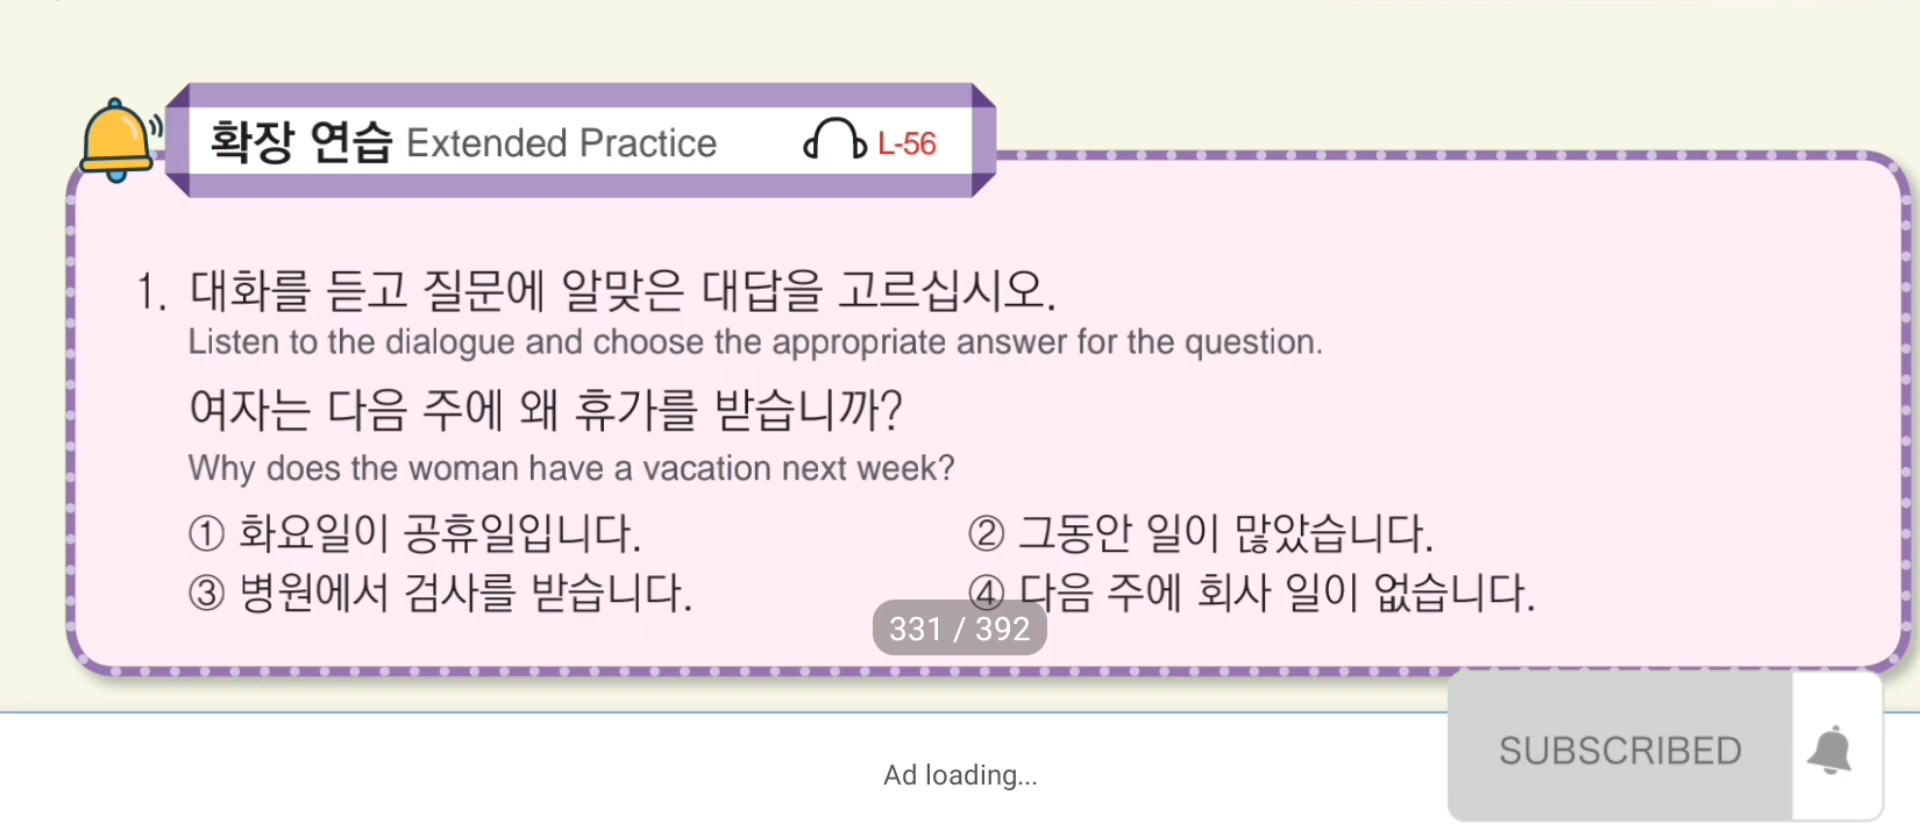 확장 연습 Extended Practice L-56
1. 대화를 듣고 질문에 알맞은 대답을 고르십시오.
Listen to the dialogue and choose the appropriate answer for the question.
여자는 다음 주에 왜 휴가를 받습니까?
Why does the woman have a vacation next week?
① 화요일이 공휴일입니다. ② 그동안 일이 많았습니다.
③ 병원에서 검사를 받습니다. ④ 다음 주에 회사 일이 없습니다.
331 / 392
SUBSCRIBED
Ad loading...